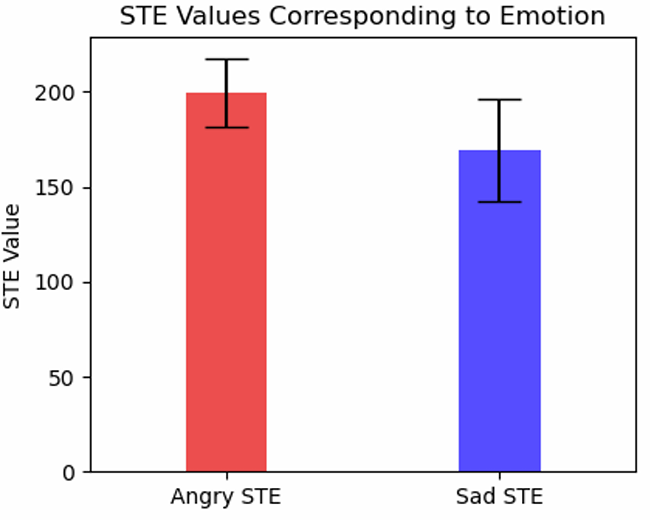 STE Values Corresponding to Emotion
STE Value
200
150
100
50
0
Angry STE
Sad STE